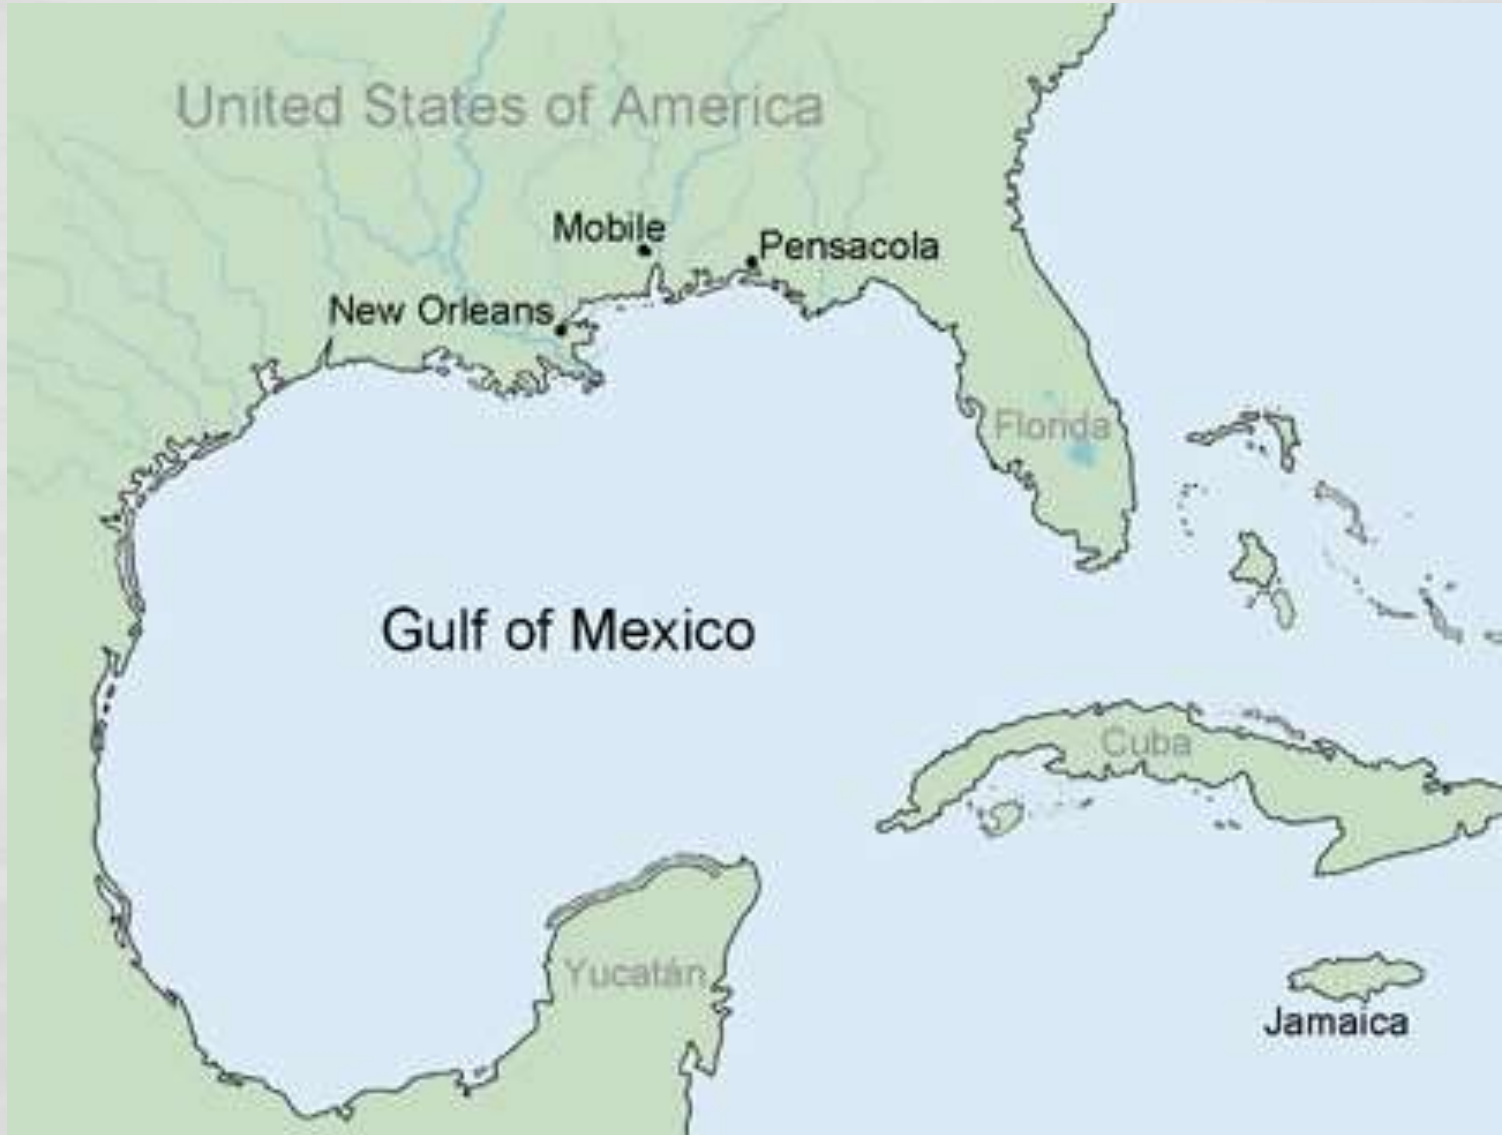 United States of America
Mobile
Pensacola
New Orleans
Florida
Gulf of Mexico
Cuba
Yucatán
Jamaica